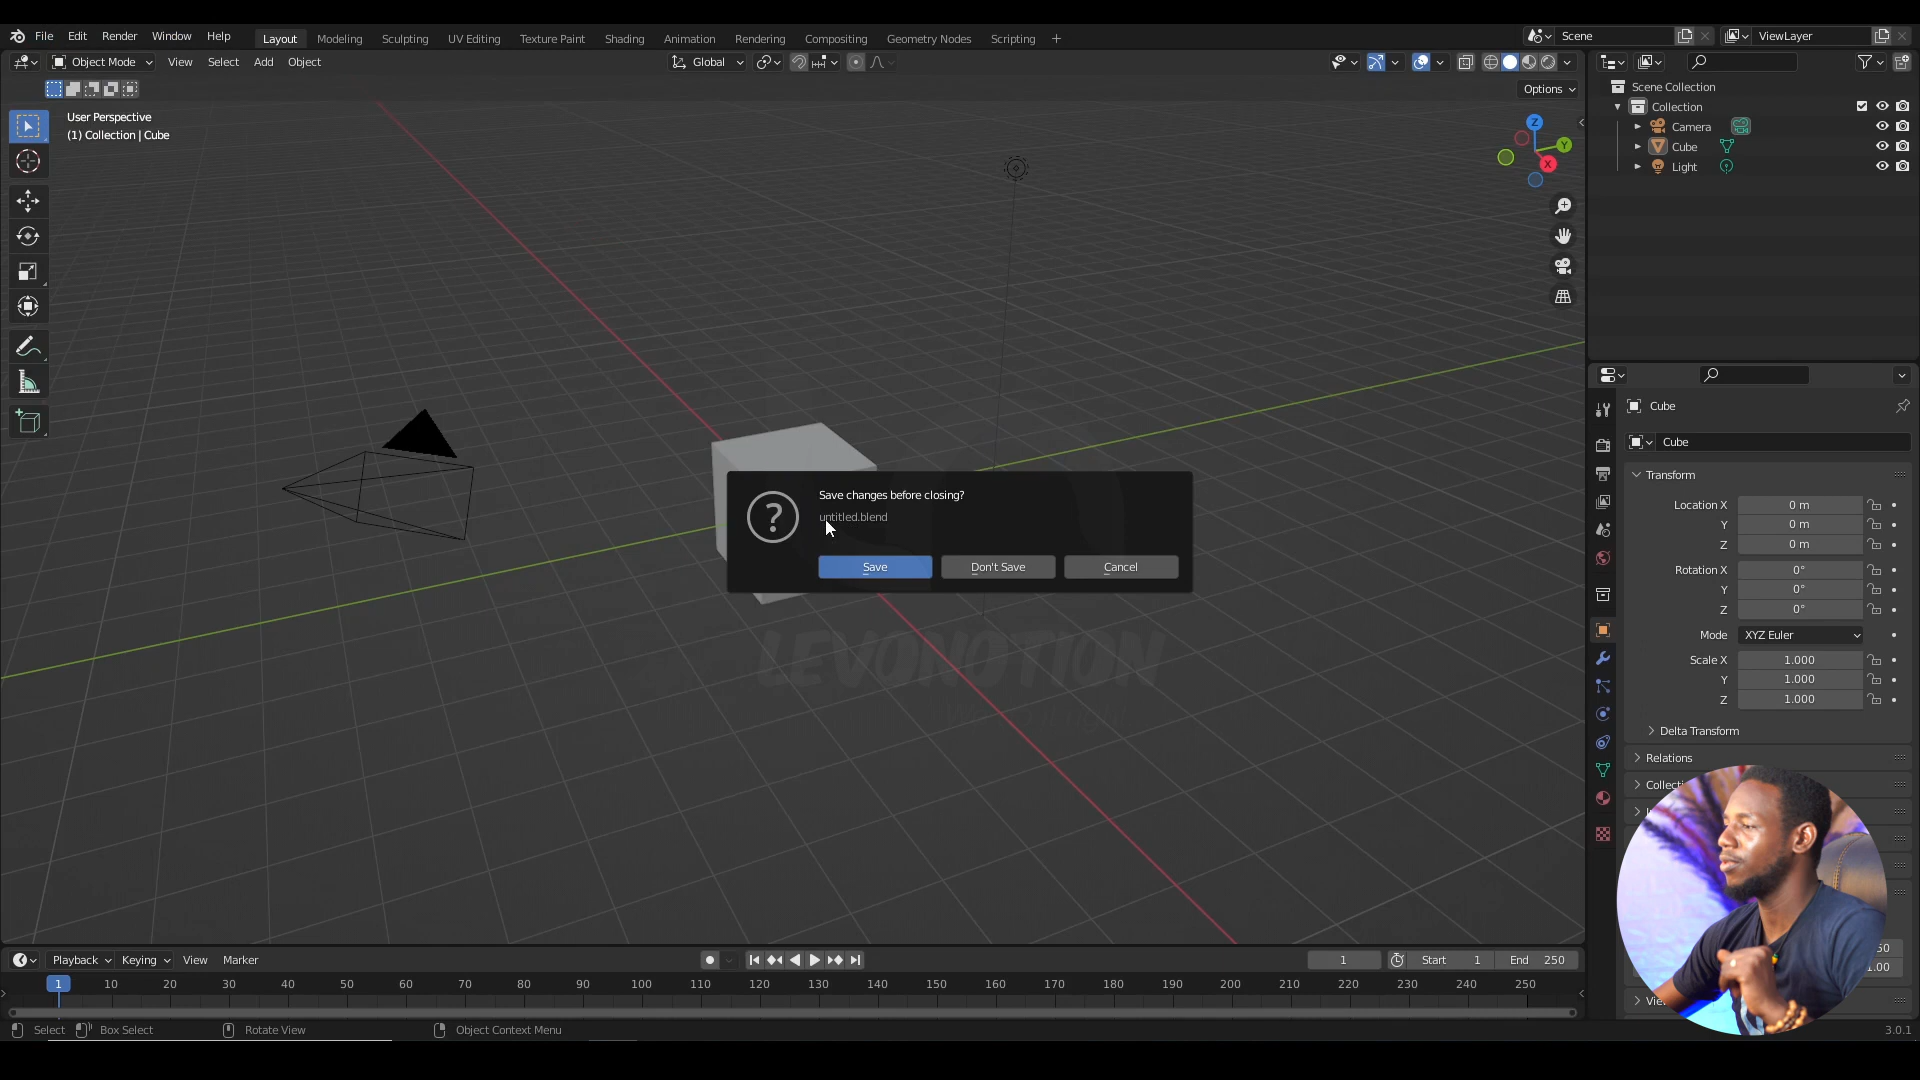 File Edit Render Window Help Layout Modeling Sculpting UV Editing Texture Paint Shading Animation Rendering Compositing Geometry Nodes Scripting + Scene ViewLayer
Object Mode View Select Add Object Global
Options
User Perspective
(1) Collection | Cube
Z
Y
X
Scene Collection
Collection
Camera
Cube
Light
Cube
Cube
Transform
Location X 0 m
Y 0 m
Z 0 m
Rotation X 0°
Y 0°
Z 0°
Mode XYZ Euler
Scale X 1.000
Y 1.000
Z 1.000
Delta Transform
Relations
Save changes before closing?
untitled.blend
?
Save Don't Save Cancel
LEVONOTION
Playback Keying View Marker 1 Start 1 End 250
1 10 20 30 40 50 60 70 80 90 100 110 120 130 140 150 160 170 180 190 200 210 220 230 240 250
Select Box Select Rotate View Object Context Menu 3.0.1